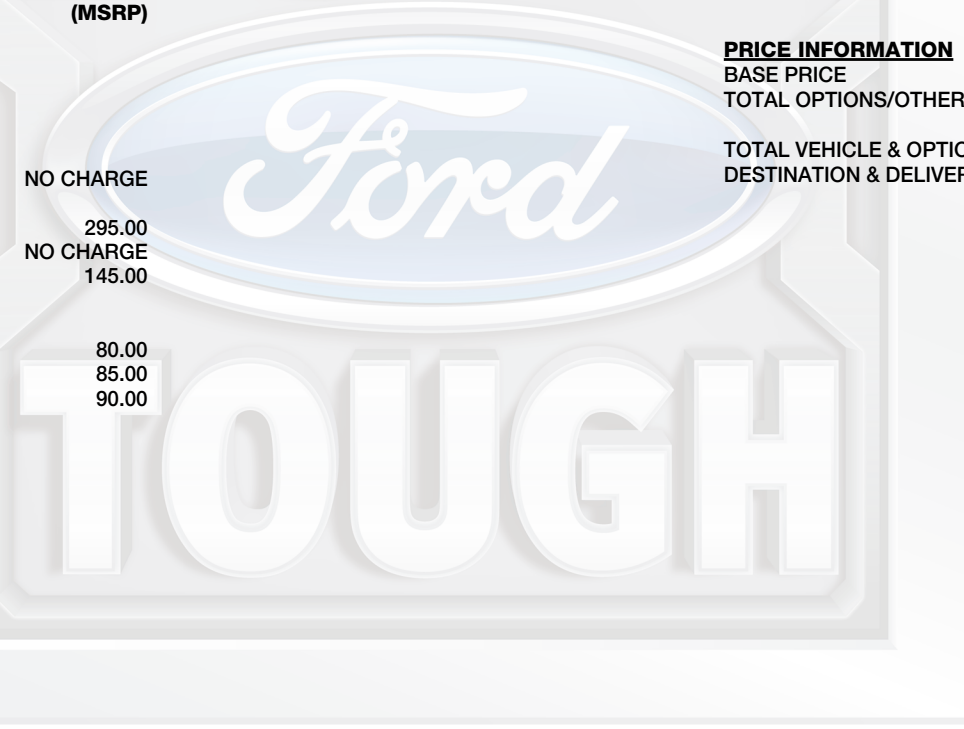 (MSRP)
NO CHARGE
295.00
NO CHARGE
145.00
80.00
85.00
90.00
PRICE INFORMATION
BASE PRICE
TOTAL OPTIONS/OTHER
TOTAL VEHICLE & OPTIO
DESTINATION & DELIVER
Ford
TOUGH